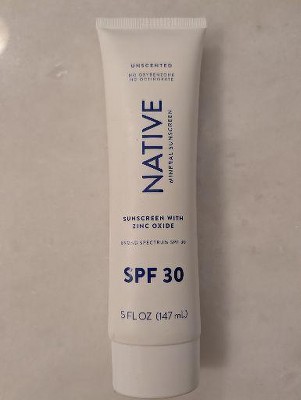 UNSCENTED
NO OXYBENZONE
NO OCTINOXATE
NATIVE
MINERAL SUNSCREEN
SUNSCREEN WITH
ZINC OXIDE
BROAD SPECTRUM SPF 30
SPF 30
5 FL OZ (147 mL)